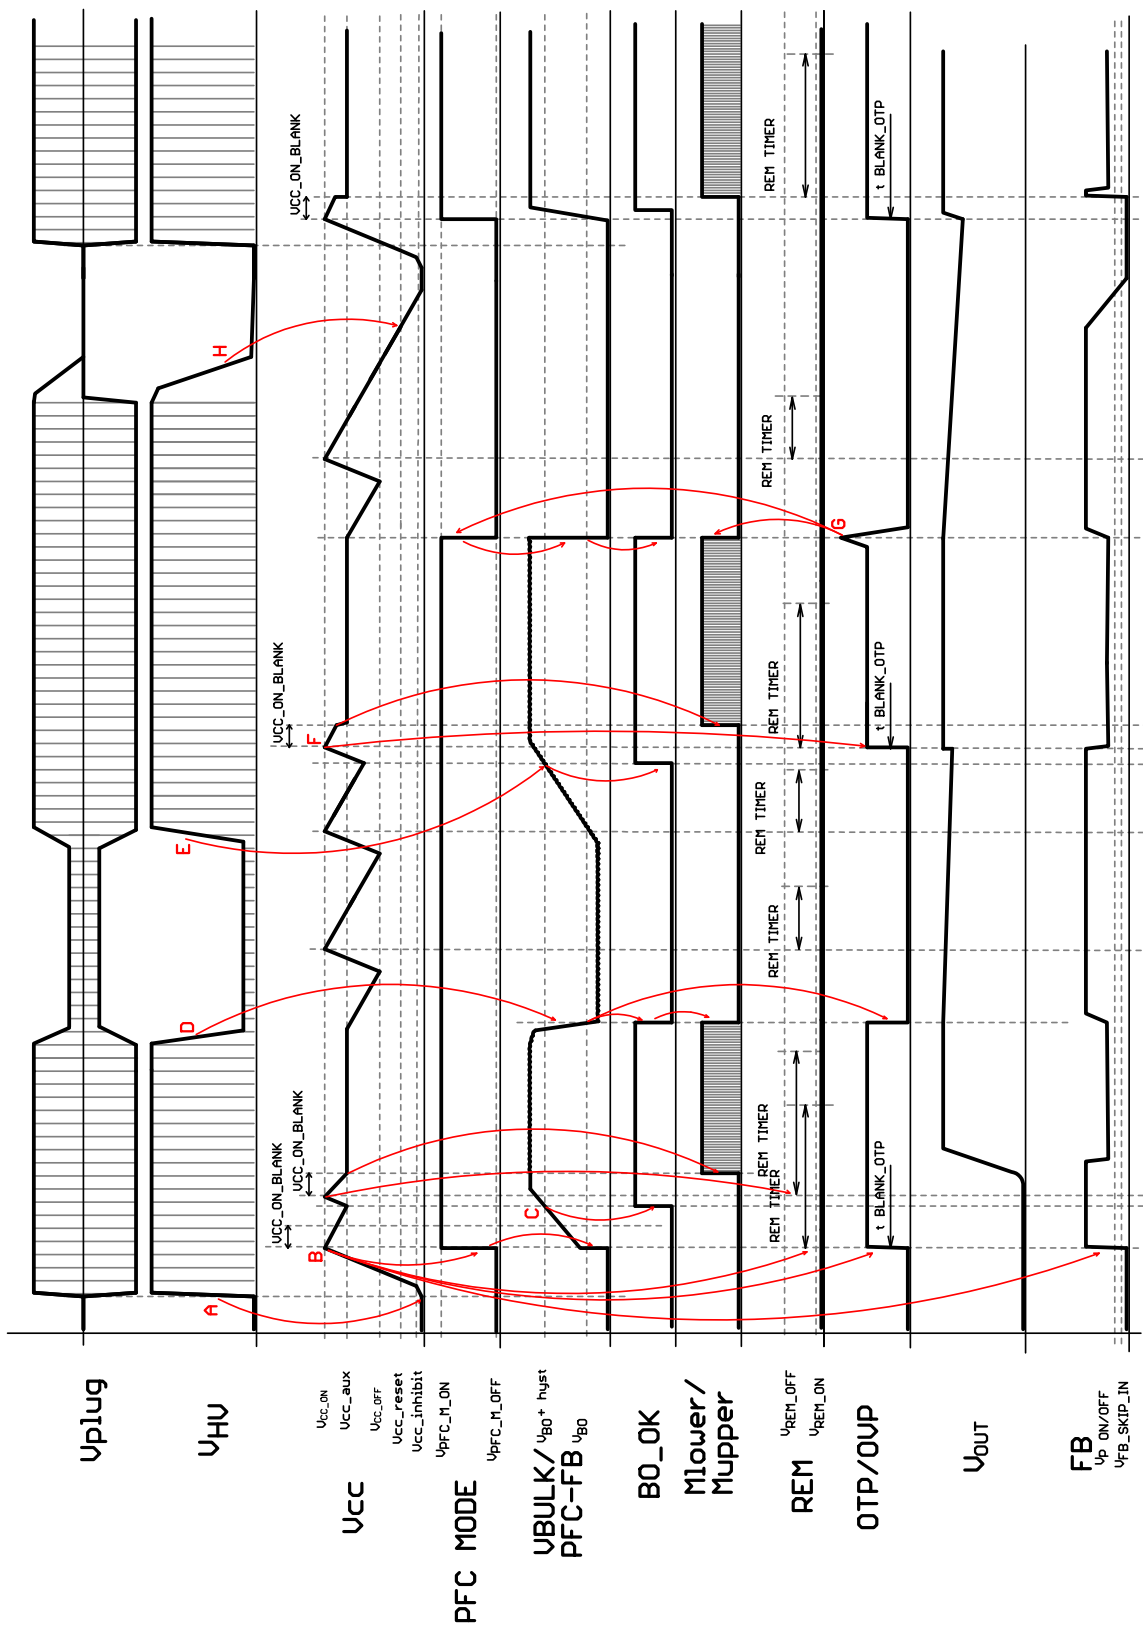 Vplug
VHV
Vcc
VCC_ON
Vcc_aux
VCC_OFF
Vcc_reset
Vcc_inhibit
PFC MODE
VPFC_M_ON
VPFC_M_OFF
VBULK/
PFC-FB
VBO+ hyst
VBO
BO_OK
Mlower/
Mupper
REM
VREM_OFF
VREM_ON
OTP/OVP
VOUT
FB
VP ON/OFF
VFB_SKIP_IN
A
B
C
D
E
F
G
H
VCC_ON_BLANK
VCC_ON_BLANK
VCC_ON_BLANK
VCC_ON_BLANK
REM TIMER
REM TIMER
REM TIMER
REM TIMER
REM TIMER
REM TIMER
REM TIMER
t BLANK_OTP
t BLANK_OTP
t BLANK_OTP